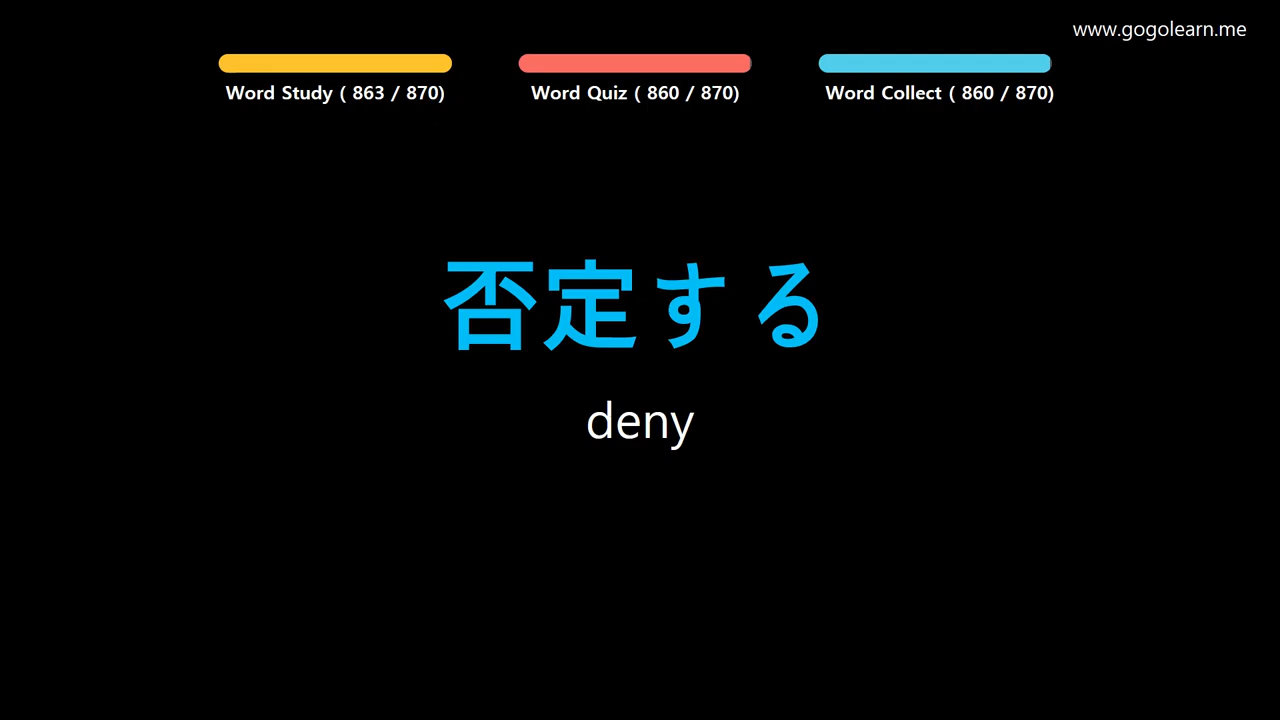 www.gogolearn.me
Word Study ( 863 / 870)
Word Quiz ( 860 / 870)
Word Collect ( 860 / 870)
否定する
deny